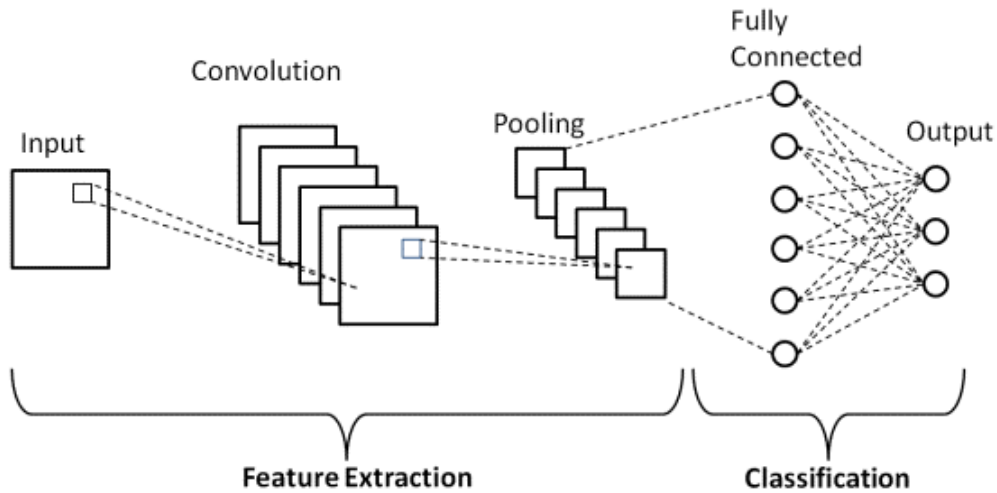 Input
Convolution
Pooling
Fully
Connected
Output
Feature Extraction
Classification